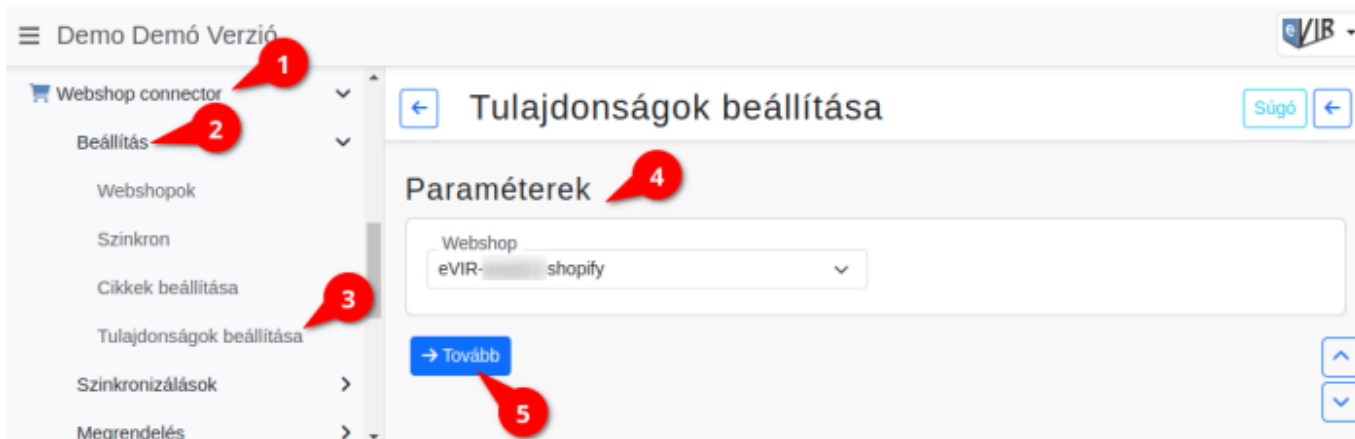 Demo Demó Verzió
eVIR
1
Webshop connector
2
Beállítás
Webshopok
Szinkron
Cikkek beállítása
3
Tulajdonságok beállítása
Szinkronizálások
Megrendelés
Tulajdonságok beállítása
Súgó
Paraméterek
4
Webshop
eVIR- shopify
Tovább
5